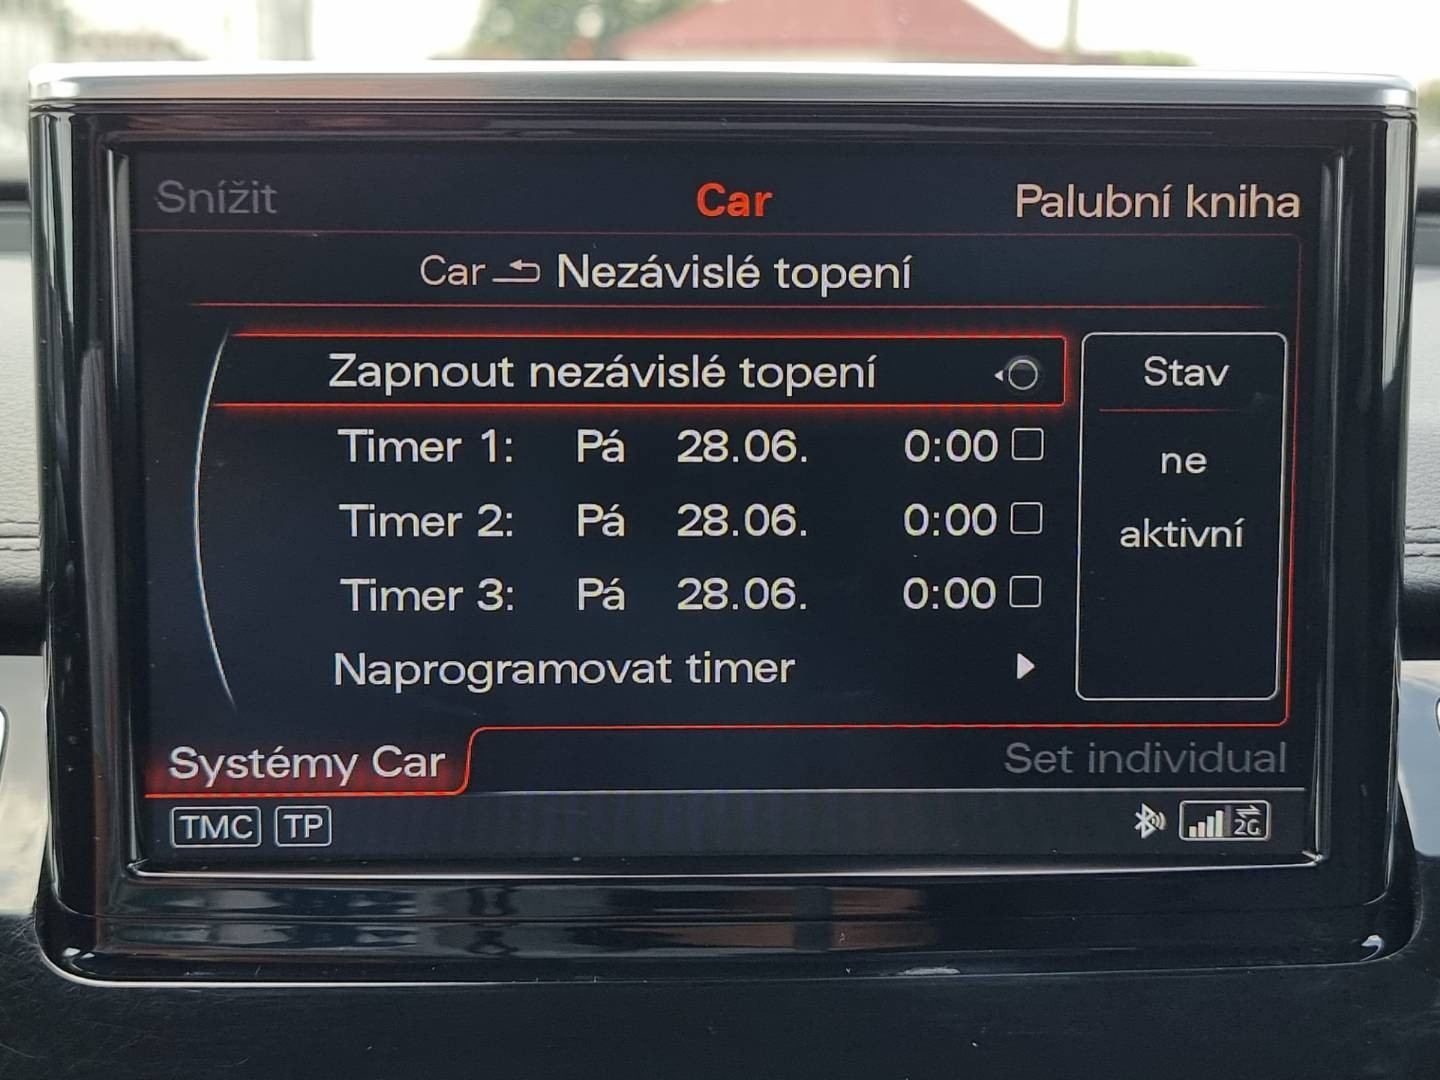 Snížit Car Palubní kniha
Car Nezávislé topení
Zapnout nezávislé topení
Timer 1: Pá 28.06. 0:00
Timer 2: Pá 28.06. 0:00
Timer 3: Pá 28.06. 0:00
Naprogramovat timer
Stav
ne
aktivní
Systémy Car Set individual
TMC TP 2G